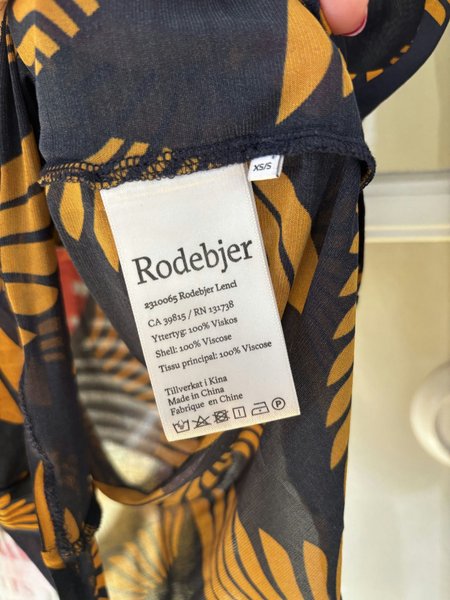 XS/S
Rodebjer
2310065 Rodebjer Lenci
CA 39815 / RN 131738
Yttertyg: 100% Viskos
Shell: 100% Viscose
Tissu principal: 100% Viscose
Tillverkat i Kina
Made in China
Fabrique en Chine
P